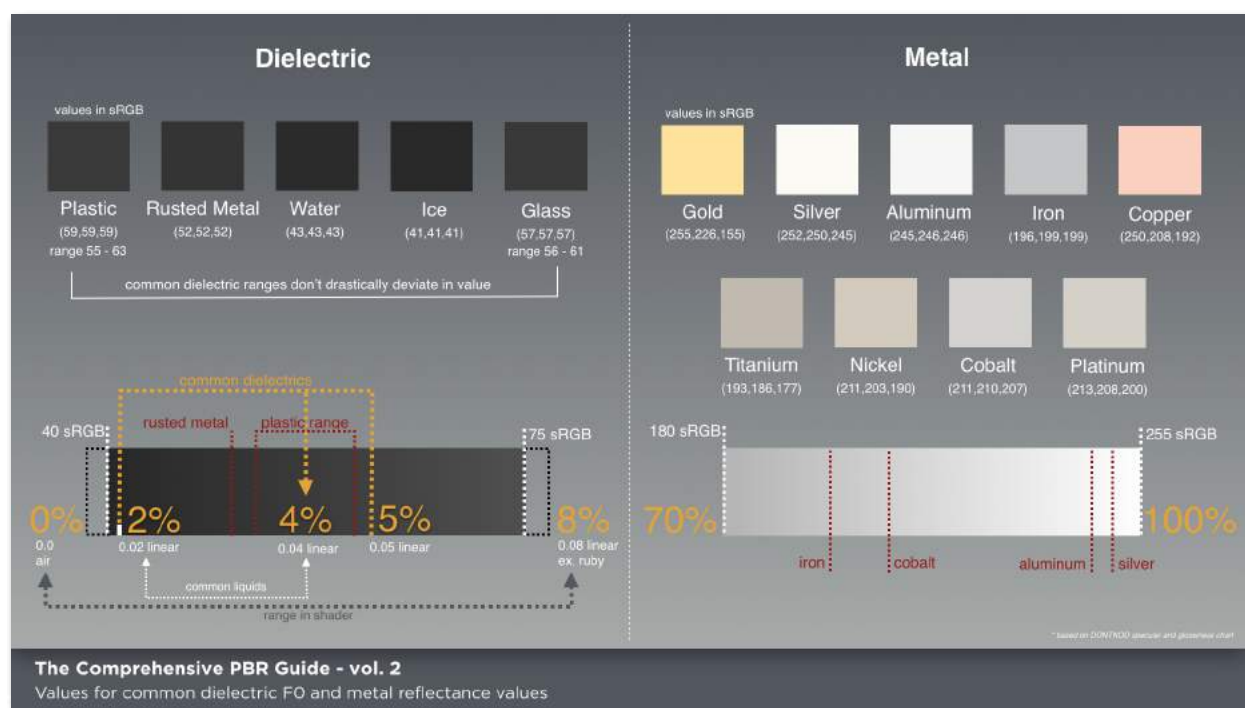 Dielectric
values in sRGB
Plastic
(59,59,59)
range 55 - 63
Rusted Metal
(52,52,52)
Water
(43,43,43)
Ice
(41,41,41)
Glass
(57,57,57)
range 56 - 61
common dielectric ranges don't drastically deviate in value
common dielectrics
rusted metal
plastic range
40 sRGB
75 sRGB
0%
2%
4%
5%
8%
0.0
air
0.02 linear
0.04 linear
0.05 linear
0.08 linear
ex. ruby
common liquids
range in shader
Metal
values in sRGB
Gold
(255,226,155)
Silver
(252,250,245)
Aluminum
(245,246,246)
Iron
(196,199,199)
Copper
(250,208,192)
Titanium
(193,186,177)
Nickel
(211,203,190)
Cobalt
(211,210,207)
Platinum
(213,208,200)
180 sRGB
255 sRGB
70%
100%
iron
cobalt
aluminum
silver
* based on DONTNOD specular and glossiness chart
The Comprehensive PBR Guide - vol. 2
Values for common dielectric F0 and metal reflectance values